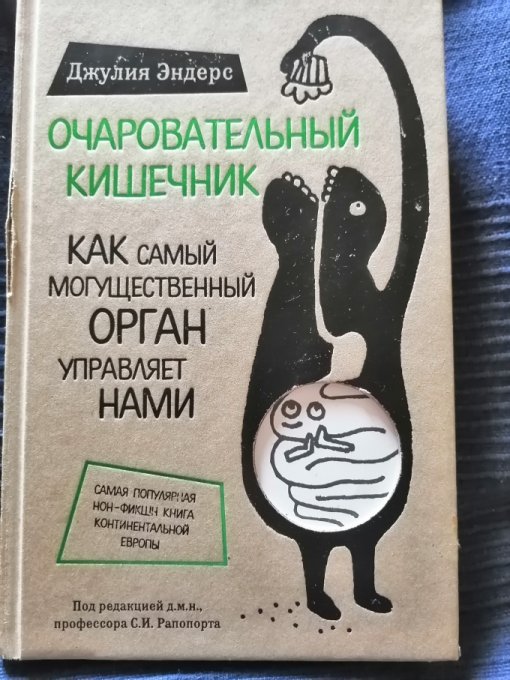 Джулия Эндерс
ОЧАРОВАТЕЛЬНЫЙ
КИШЕЧНИК
КАК САМЫЙ
МОГУЩЕСТВЕННЫЙ
ОРГАН
УПРАВЛЯЕТ
НАМИ
САМАЯ ПОПУЛЯРНАЯ
НОН-ФИКШН КНИГА
КОНТИНЕНТАЛЬНОЙ
ЕВРОПЫ
Под редакцией д.м.н.,
профессора С.И. Рапопорта